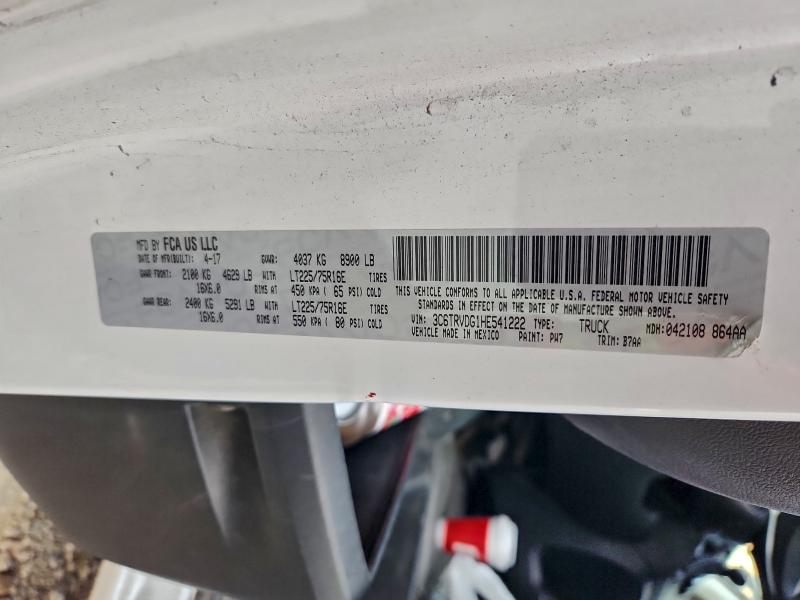 MFD BY FCA US LLC
DATE OF MFR(BUILT): 4-17 GVWR: 4037 KG 8900 LB
GAWR FRONT: 2100 KG 4629 LB WITH LT225/75R16E TIRES
16X6.0 RIMS AT 450 KPA ( 65 PSI) COLD
GAWR REAR: 2400 KG 5291 LB WITH LT225/75R16E TIRES
16X6.0 RIMS AT 550 KPA ( 80 PSI) COLD
THIS VEHICLE CONFORMS TO ALL APPLICABLE U.S.A. FEDERAL MOTOR VEHICLE SAFETY
STANDARDS IN EFFECT ON THE DATE OF MANUFACTURE SHOWN ABOVE.
VIN: 3C6TRVDG1HE541222 TYPE: TRUCK MDH:042108 864AA
VEHICLE MADE IN MEXICO PAINT: PW7 TRIM: B7AA